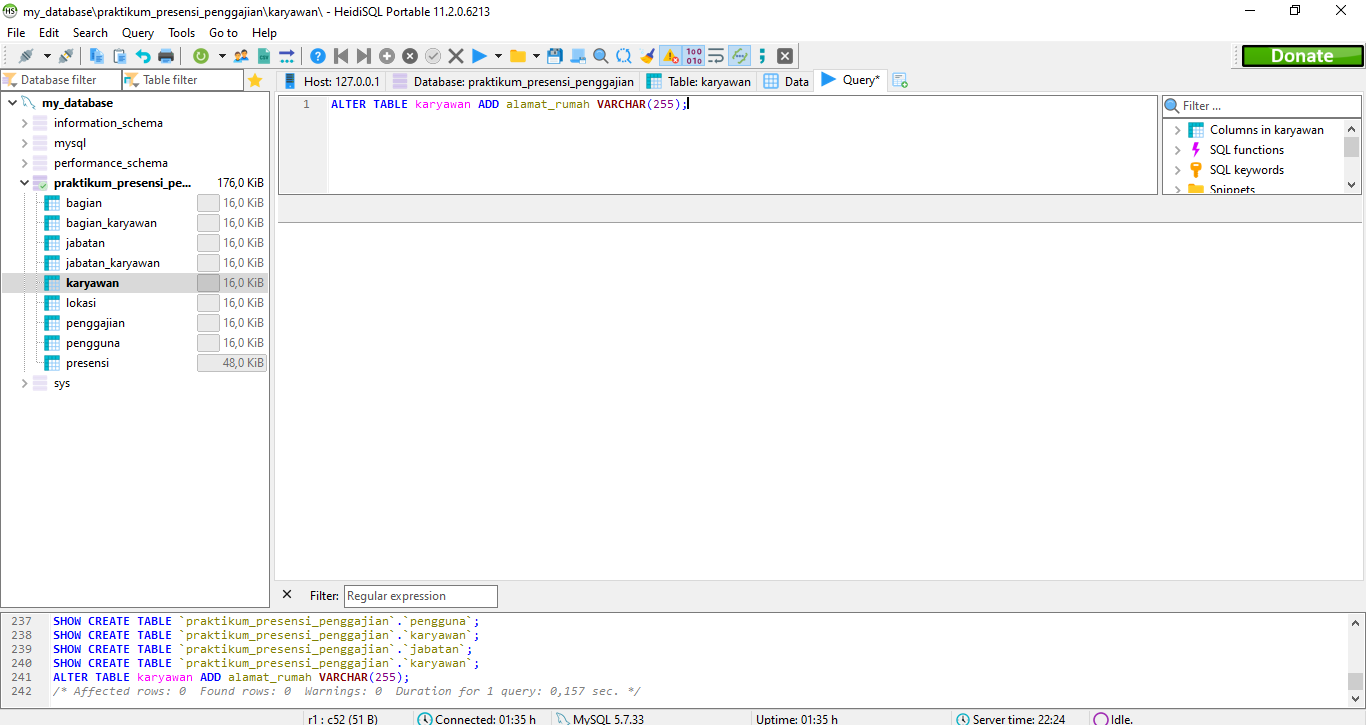 HS my_database\praktikum_presensi_penggajian\karyawan\ - HeidiSQL Portable 11.2.0.6213
File Edit Search Query Tools Go to Help
Donate
Database filter Table filter Host: 127.0.0.1 Database: praktikum_presensi_penggajian Table: karyawan Data Query*
my_database
information_schema
mysql
performance_schema
praktikum_presensi_pe... 176,0 KiB
bagian 16,0 KiB
bagian_karyawan 16,0 KiB
jabatan 16,0 KiB
jabatan_karyawan 16,0 KiB
karyawan 16,0 KiB
lokasi 16,0 KiB
penggajian 16,0 KiB
pengguna 16,0 KiB
presensi 48,0 KiB
sys
1 ALTER TABLE karyawan ADD alamat_rumah VARCHAR(255);
Filter ...
Columns in karyawan
SQL functions
SQL keywords
Snippets
Filter: Regular expression
237 SHOW CREATE TABLE `praktikum_presensi_penggajian`.`pengguna`;
238 SHOW CREATE TABLE `praktikum_presensi_penggajian`.`karyawan`;
239 SHOW CREATE TABLE `praktikum_presensi_penggajian`.`jabatan`;
240 SHOW CREATE TABLE `praktikum_presensi_penggajian`.`karyawan`;
241 ALTER TABLE karyawan ADD alamat_rumah VARCHAR(255);
242 /* Affected rows: 0 Found rows: 0 Warnings: 0 Duration for 1 query: 0,157 sec. */
r1 : c52 (51 B) Connected: 01:35 h MySQL 5.7.33 Uptime: 01:35 h Server time: 22:24 Idle.